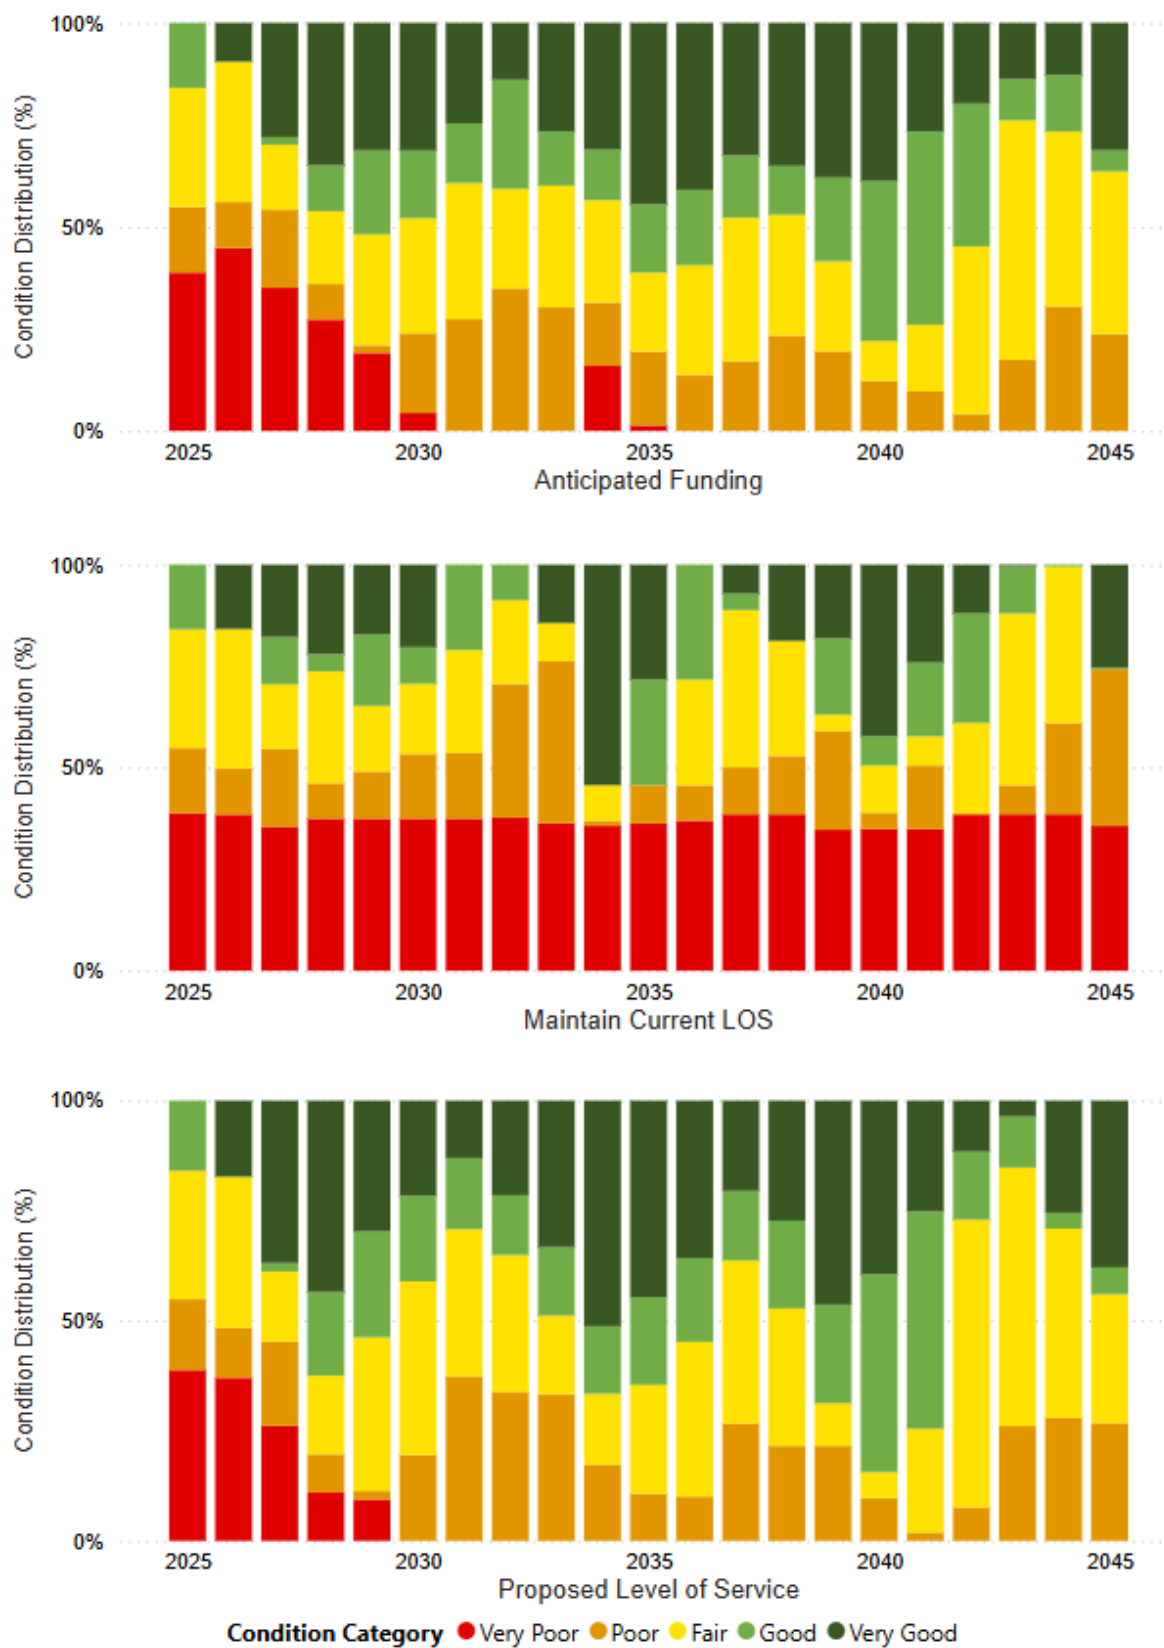 100%
50%
0%
Condition Distribution (%)
2025 2030 2035 2040 2045
Anticipated Funding
100%
50%
0%
Condition Distribution (%)
2025 2030 2035 2040 2045
Maintain Current LOS
100%
50%
0%
Condition Distribution (%)
2025 2030 2035 2040 2045
Proposed Level of Service
Condition Category Very Poor Poor Fair Good Very Good